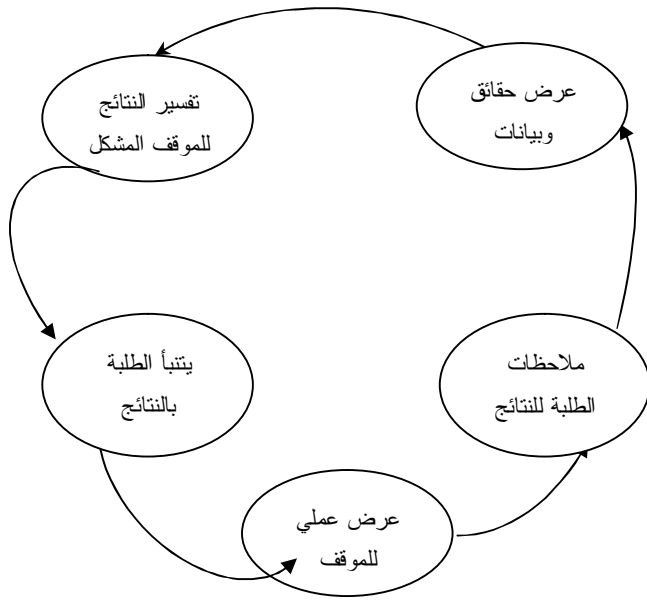 عرض حقائق
وبيانات
تفسير النتائج
للموقف المشكل
يتنبأ الطلبة
بالنتائج
عرض عملي
للموقف
ملاحظات
الطلبة للنتائج